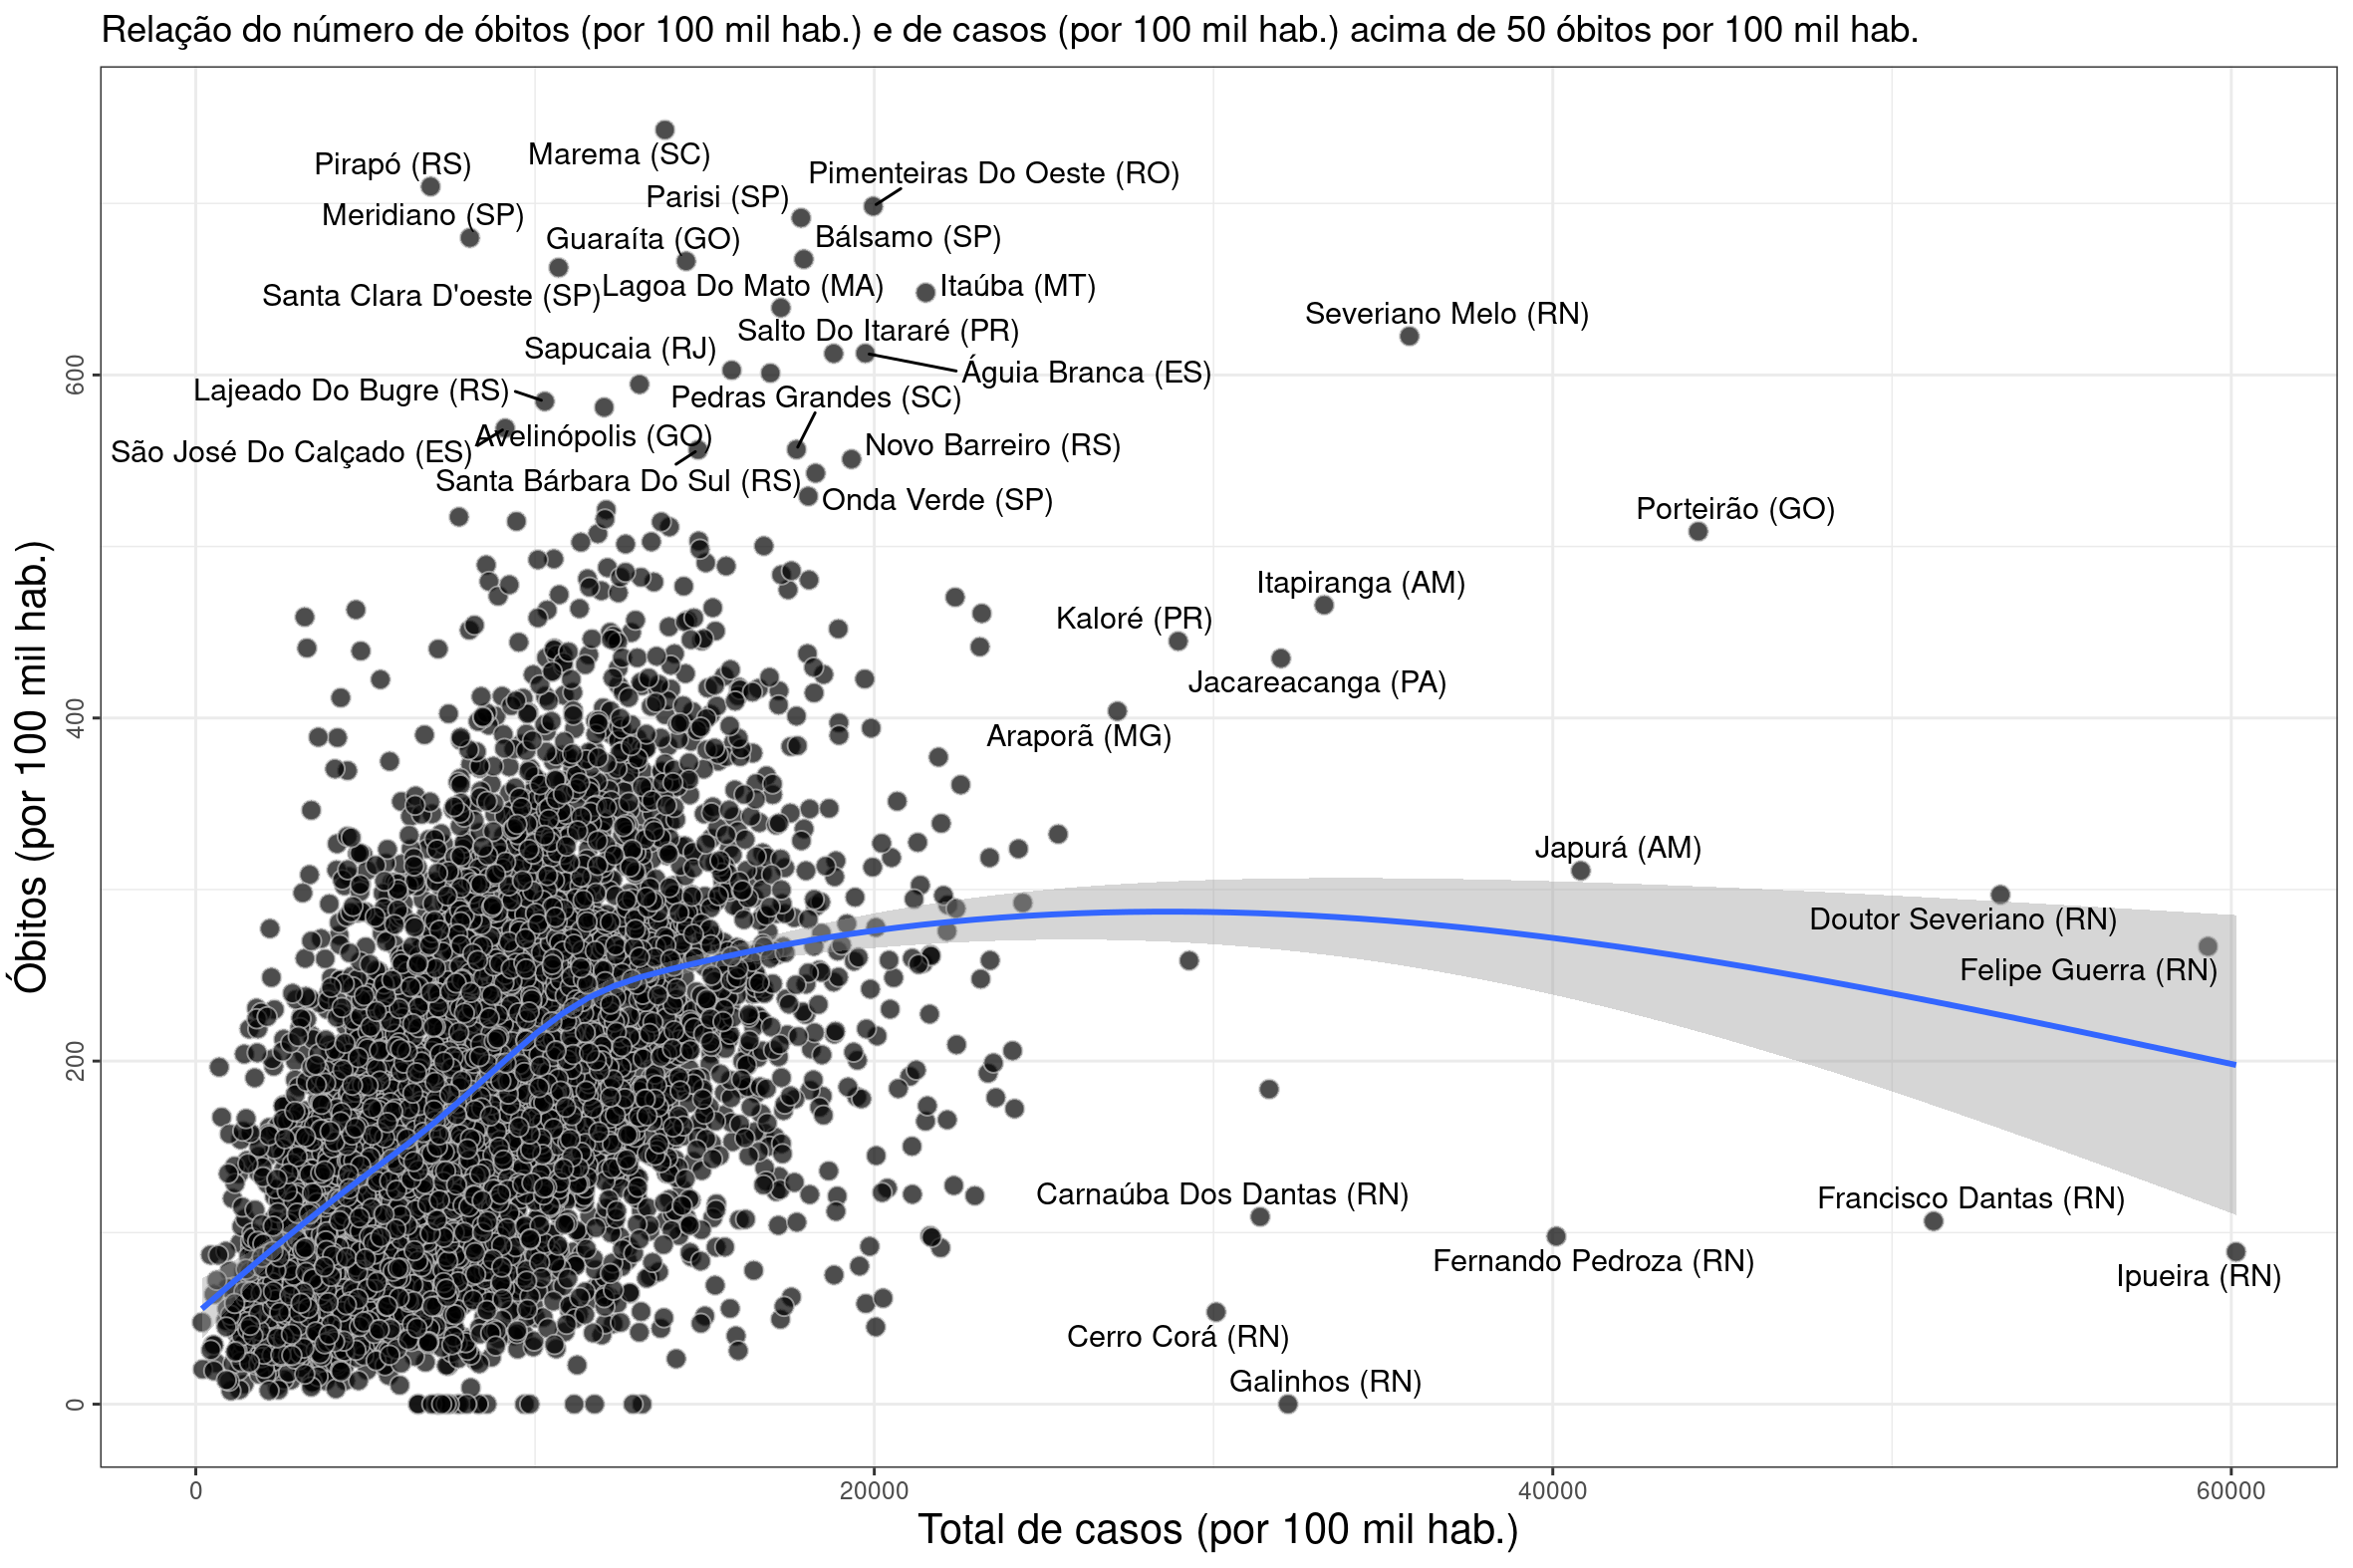 Relação do número de óbitos (por 100 mil hab.) e de casos (por 100 mil hab.) acima de 50 óbitos por 100 mil hab.
Marema (SC)
Pirapó (RS)
Pimenteiras Do Oeste (RO)
Parisi (SP)
Meridiano (SP)
Guaraíta (GO)
Bálsamo (SP)
Lagoa Do Mato (MA)
Itaúba (MT)
Santa Clara D'oeste (SP)
Severiano Melo (RN)
Salto Do Itararé (PR)
Sapucaia (RJ)
Águia Branca (ES)
Lajeado Do Bugre (RS)
Pedras Grandes (SC)
Avelinópolis (GO)
Novo Barreiro (RS)
São José Do Calçado (ES)
Santa Bárbara Do Sul (RS)
Onda Verde (SP)
Porteirão (GO)
Itapiranga (AM)
Kaloré (PR)
Jacareacanga (PA)
Araporã (MG)
Japurá (AM)
Doutor Severiano (RN)
Felipe Guerra (RN)
Carnaúba Dos Dantas (RN)
Francisco Dantas (RN)
Fernando Pedroza (RN)
Ipueira (RN)
Cerro Corá (RN)
Galinhos (RN)
600
400
200
0
Óbitos (por 100 mil hab.)
0
20000
40000
60000
Total de casos (por 100 mil hab.)